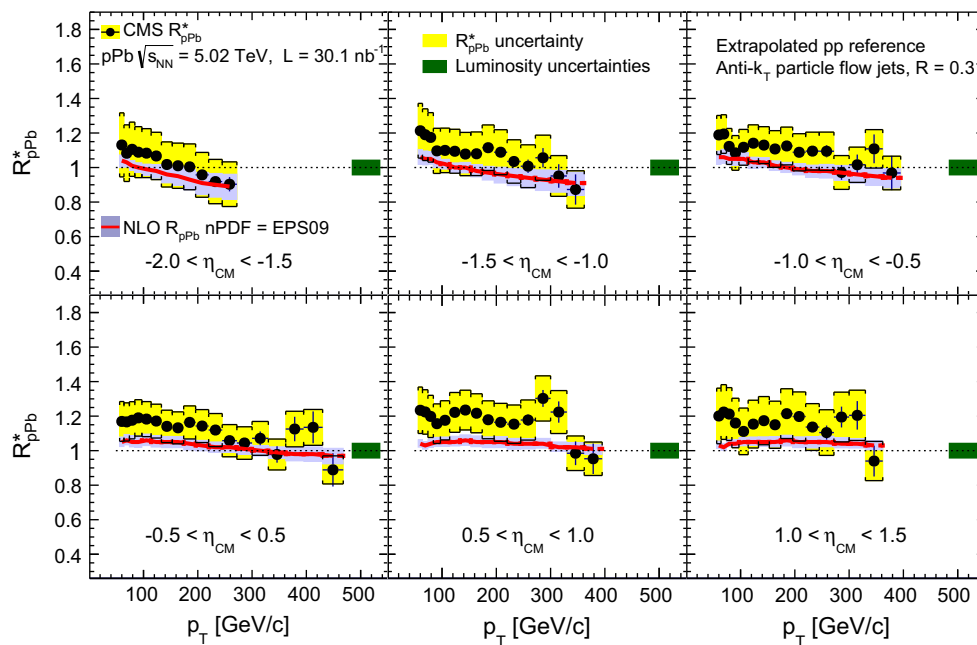 CMS R*pPb
pPb √sNN = 5.02 TeV, L = 30.1 nb-1
R*pPb uncertainty
Luminosity uncertainties
Extrapolated pp reference
Anti-kT particle flow jets, R = 0.3
R*pPb
1.8
1.6
1.4
1.2
1
0.8
0.6
0.4
NLO RpPb nPDF = EPS09
-2.0 < ηCM < -1.5
-1.5 < ηCM < -1.0
-1.0 < ηCM < -0.5
R*pPb
1.8
1.6
1.4
1.2
1
0.8
0.6
0.4
-0.5 < ηCM < 0.5
0.5 < ηCM < 1.0
1.0 < ηCM < 1.5
100 200 300 400 500
100 200 300 400 500
100 200 300 400 500
pT [GeV/c]
pT [GeV/c]
pT [GeV/c]